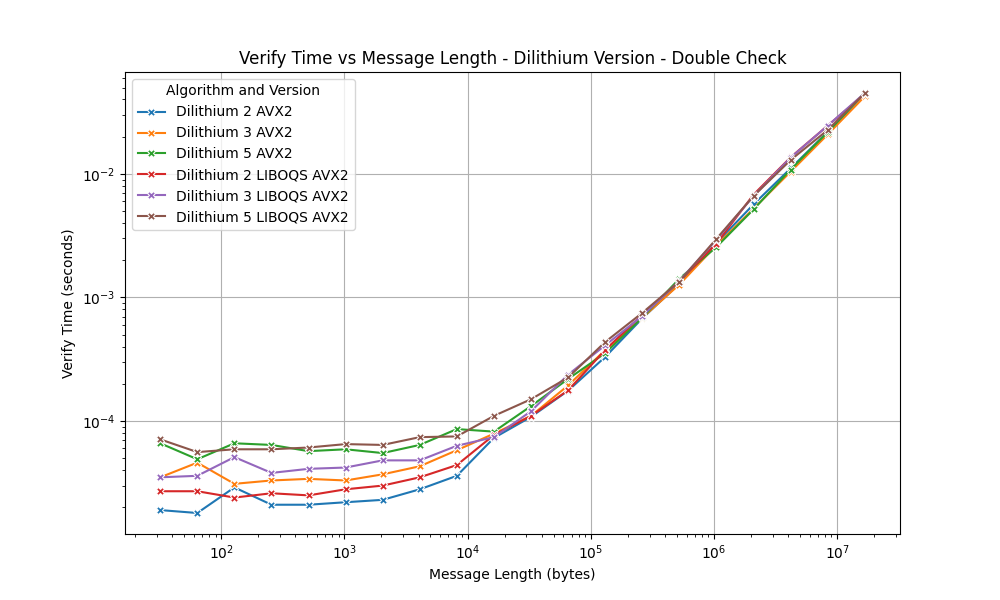 Verify Time vs Message Length - Dilithium Version - Double Check
Algorithm and Version
Dilithium 2 AVX2
Dilithium 3 AVX2
Dilithium 5 AVX2
Dilithium 2 LIBOQS AVX2
Dilithium 3 LIBOQS AVX2
Dilithium 5 LIBOQS AVX2
Verify Time (seconds)
10⁻²
10⁻³
10⁻⁴
10² 10³ 10⁴ 10⁵ 10⁶ 10⁷
Message Length (bytes)